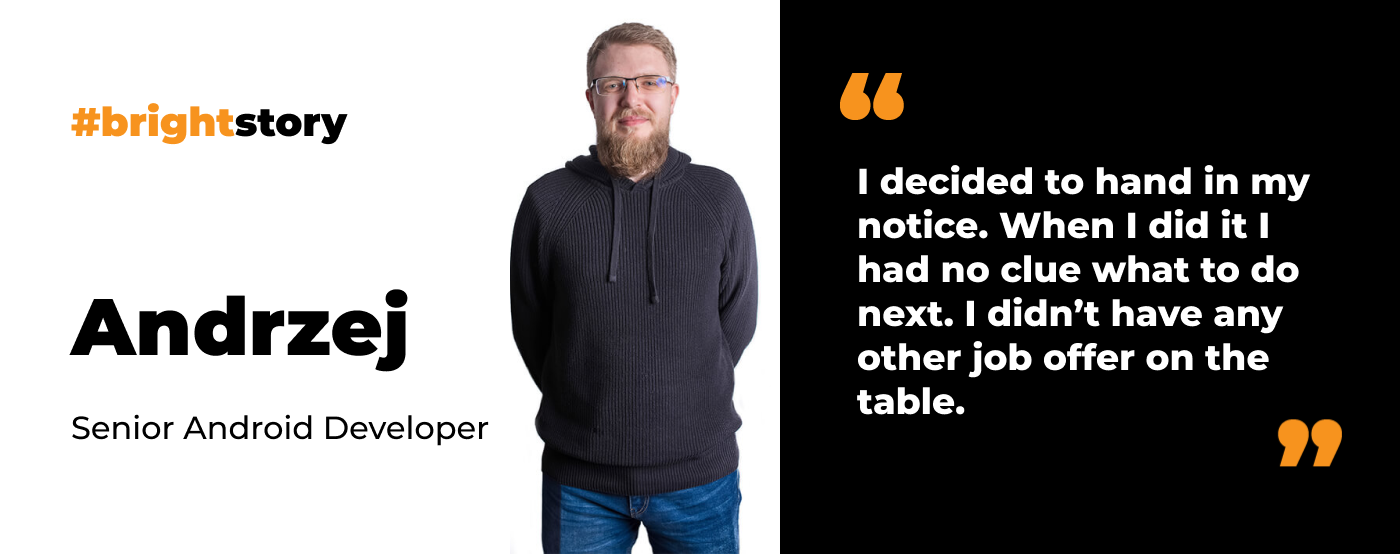 #brightstory
Andrzej
Senior Android Developer
“
I decided to hand in my
notice. When I did it I
had no clue what to do
next. I didn’t have any
other job offer on the
table.
”